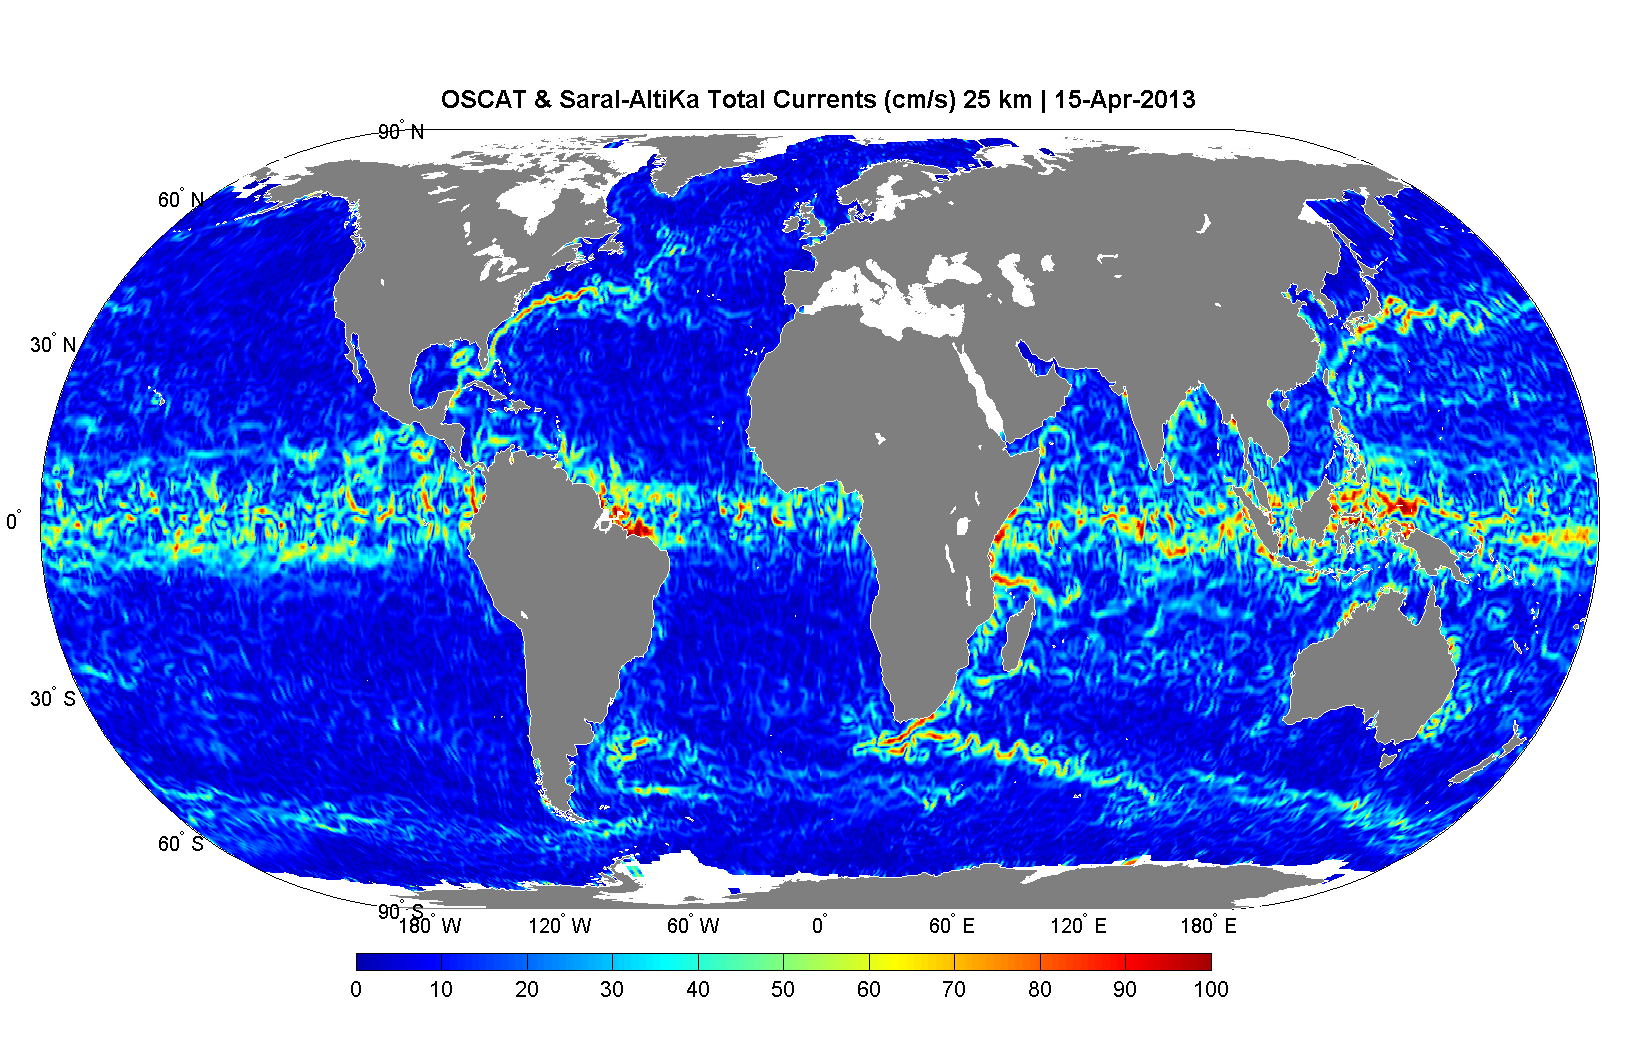 OSCAT & Saral-AltiKa Total Currents (cm/s) 25 km | 15-Apr-2013
90° N
60° N
30° N
0°
30° S
60° S
90° S
180° W 120° W 60° W 0° 60° E 120° E 180° E
0 10 20 30 40 50 60 70 80 90 100